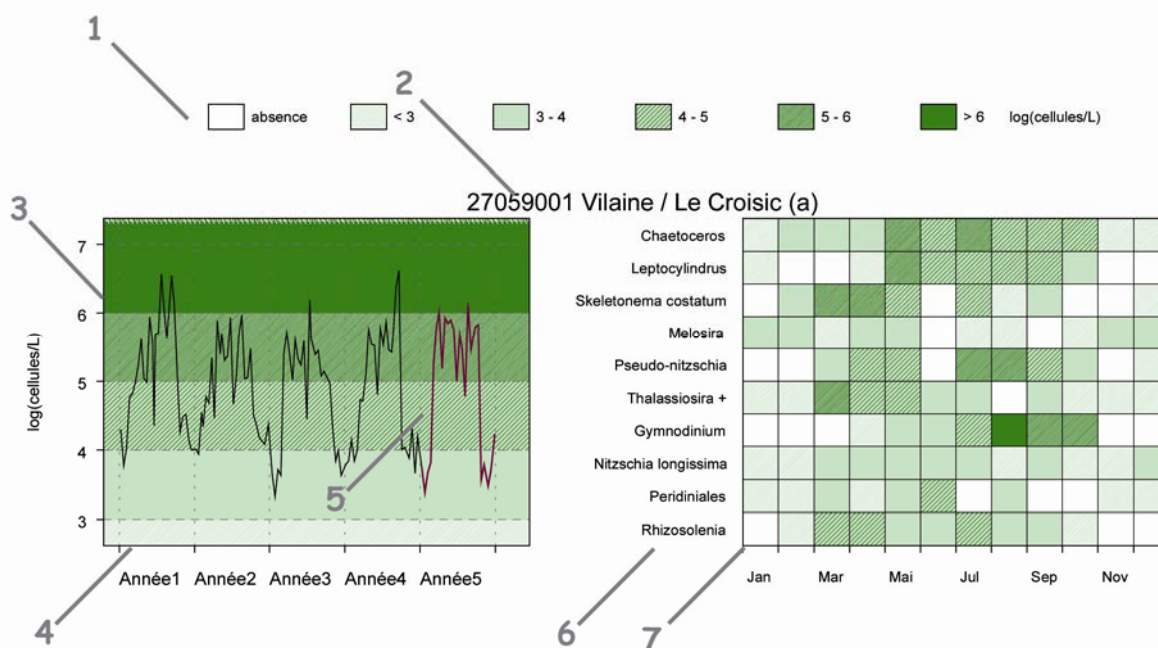 1
2
absence < 3 3 - 4 4 - 5 5 - 6 > 6 log(cellules/L)
27059001 Vilaine / Le Croisic (a)
3
log(cellules/L)
7
6
5
4
3
Année1 Année2 Année3 Année4 Année5
4
5
Chaetoceros
Leptocylindrus
Skeletonema costatum
Melosira
Pseudo-nitzschia
Thalassiosira +
Gymnodinium
Nitzschia longissima
Peridiniales
Rhizosolenia
Jan Mar Mai Jul Sep Nov
6
7